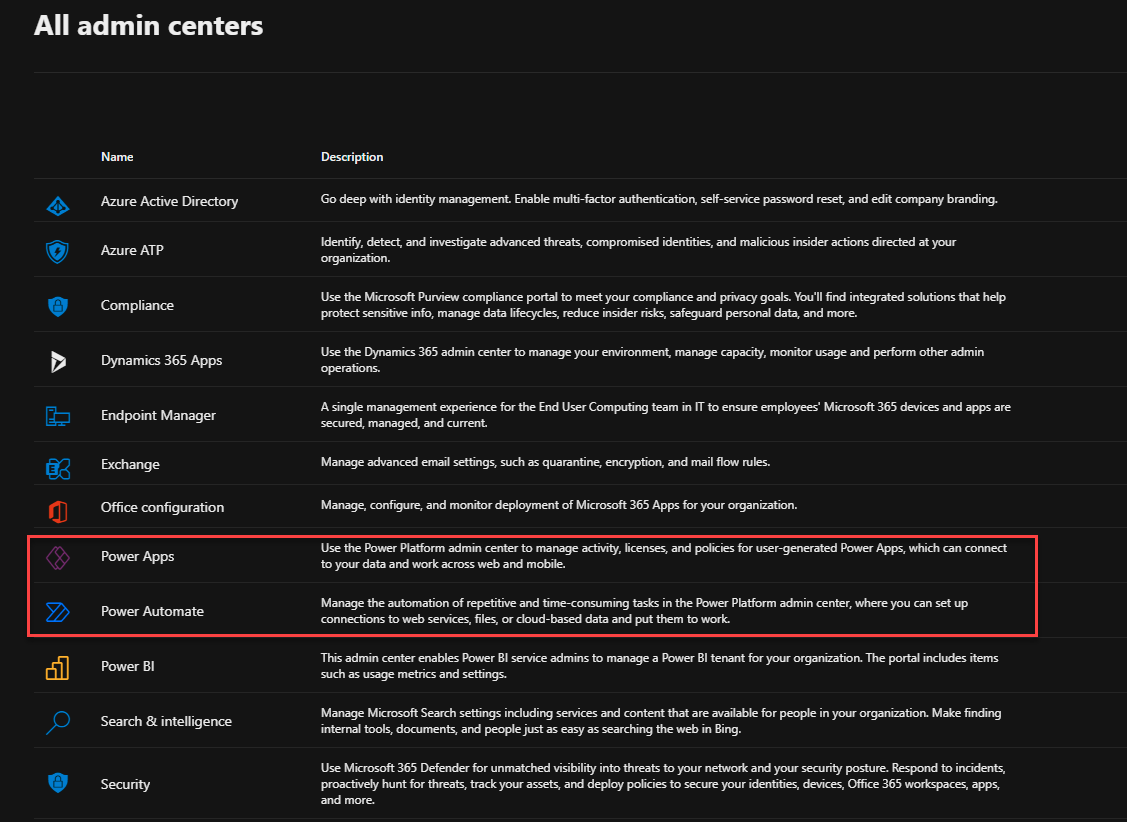 All admin centers
Name Description
Azure Active Directory Go deep with identity management. Enable multi-factor authentication, self-service password reset, and edit company branding.
Azure ATP
Identify, detect, and investigate advanced threats, compromised identities, and malicious insider actions directed at your
organization.
Compliance
Use the Microsoft Purview compliance portal to meet your compliance and privacy goals. You'll find integrated solutions that help
protect sensitive info, manage data lifecycles, reduce insider risks, safeguard personal data, and more.
Dynamics 365 Apps
Use the Dynamics 365 admin center to manage your environment, manage capacity, monitor usage and perform other admin
operations.
Endpoint Manager
A single management experience for the End User Computing team in IT to ensure employees' Microsoft 365 devices and apps are
secured, managed, and current.
Exchange Manage advanced email settings, such as quarantine, encryption, and mail flow rules.
Office configuration Manage, configure, and monitor deployment of Microsoft 365 Apps for your organization.
Power Apps
Use the Power Platform admin center to manage activity, licenses, and policies for user-generated Power Apps, which can connect
to your data and work across web and mobile.
Power Automate
Manage the automation of repetitive and time-consuming tasks in the Power Platform admin center, where you can set up
connections to web services, files, or cloud-based data and put them to work.
Power BI
This admin center enables Power BI service admins to manage a Power BI tenant for your organization. The portal includes items
such as usage metrics and settings.
Search & intelligence
Manage Microsoft Search settings including services and content that are available for people in your organization. Make finding
internal tools, documents, and people just as easy as searching the web in Bing.
Security
Use Microsoft 365 Defender for unmatched visibility into threats to your network and your security posture. Respond to incidents,
proactively hunt for threats, track your assets, and deploy policies to secure your identities, devices, Office 365 workspaces, apps,
and more.